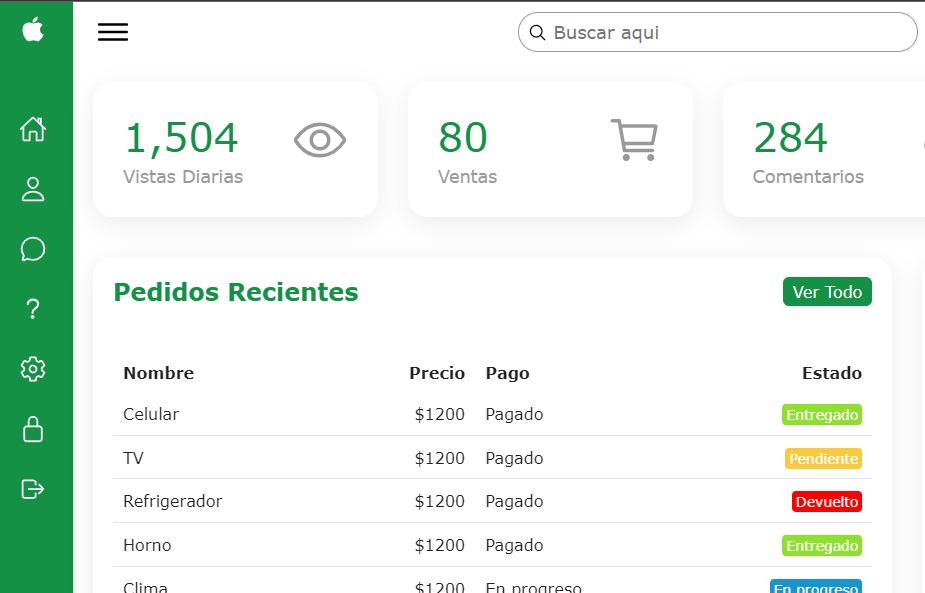 Buscar aqui
1,504
Vistas Diarias
80
Ventas
284
Comentarios
Pedidos Recientes
Ver Todo
Nombre Precio Pago Estado
Celular $1200 Pagado Entregado
TV $1200 Pagado Pendiente
Refrigerador $1200 Pagado Devuelto
Horno $1200 Pagado Entregado
Clima $1200 En progreso En progreso